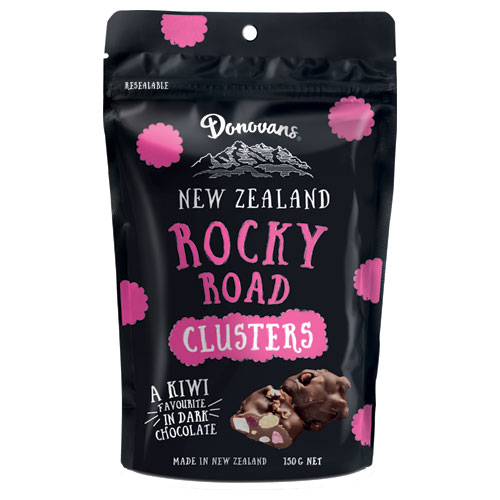 RESEALABLE
Donovans®
NEW ZEALAND
ROCKY
ROAD
CLUSTERS
A KIWI
FAVOURITE
IN DARK
CHOCOLATE
MADE IN NEW ZEALAND 150G NET